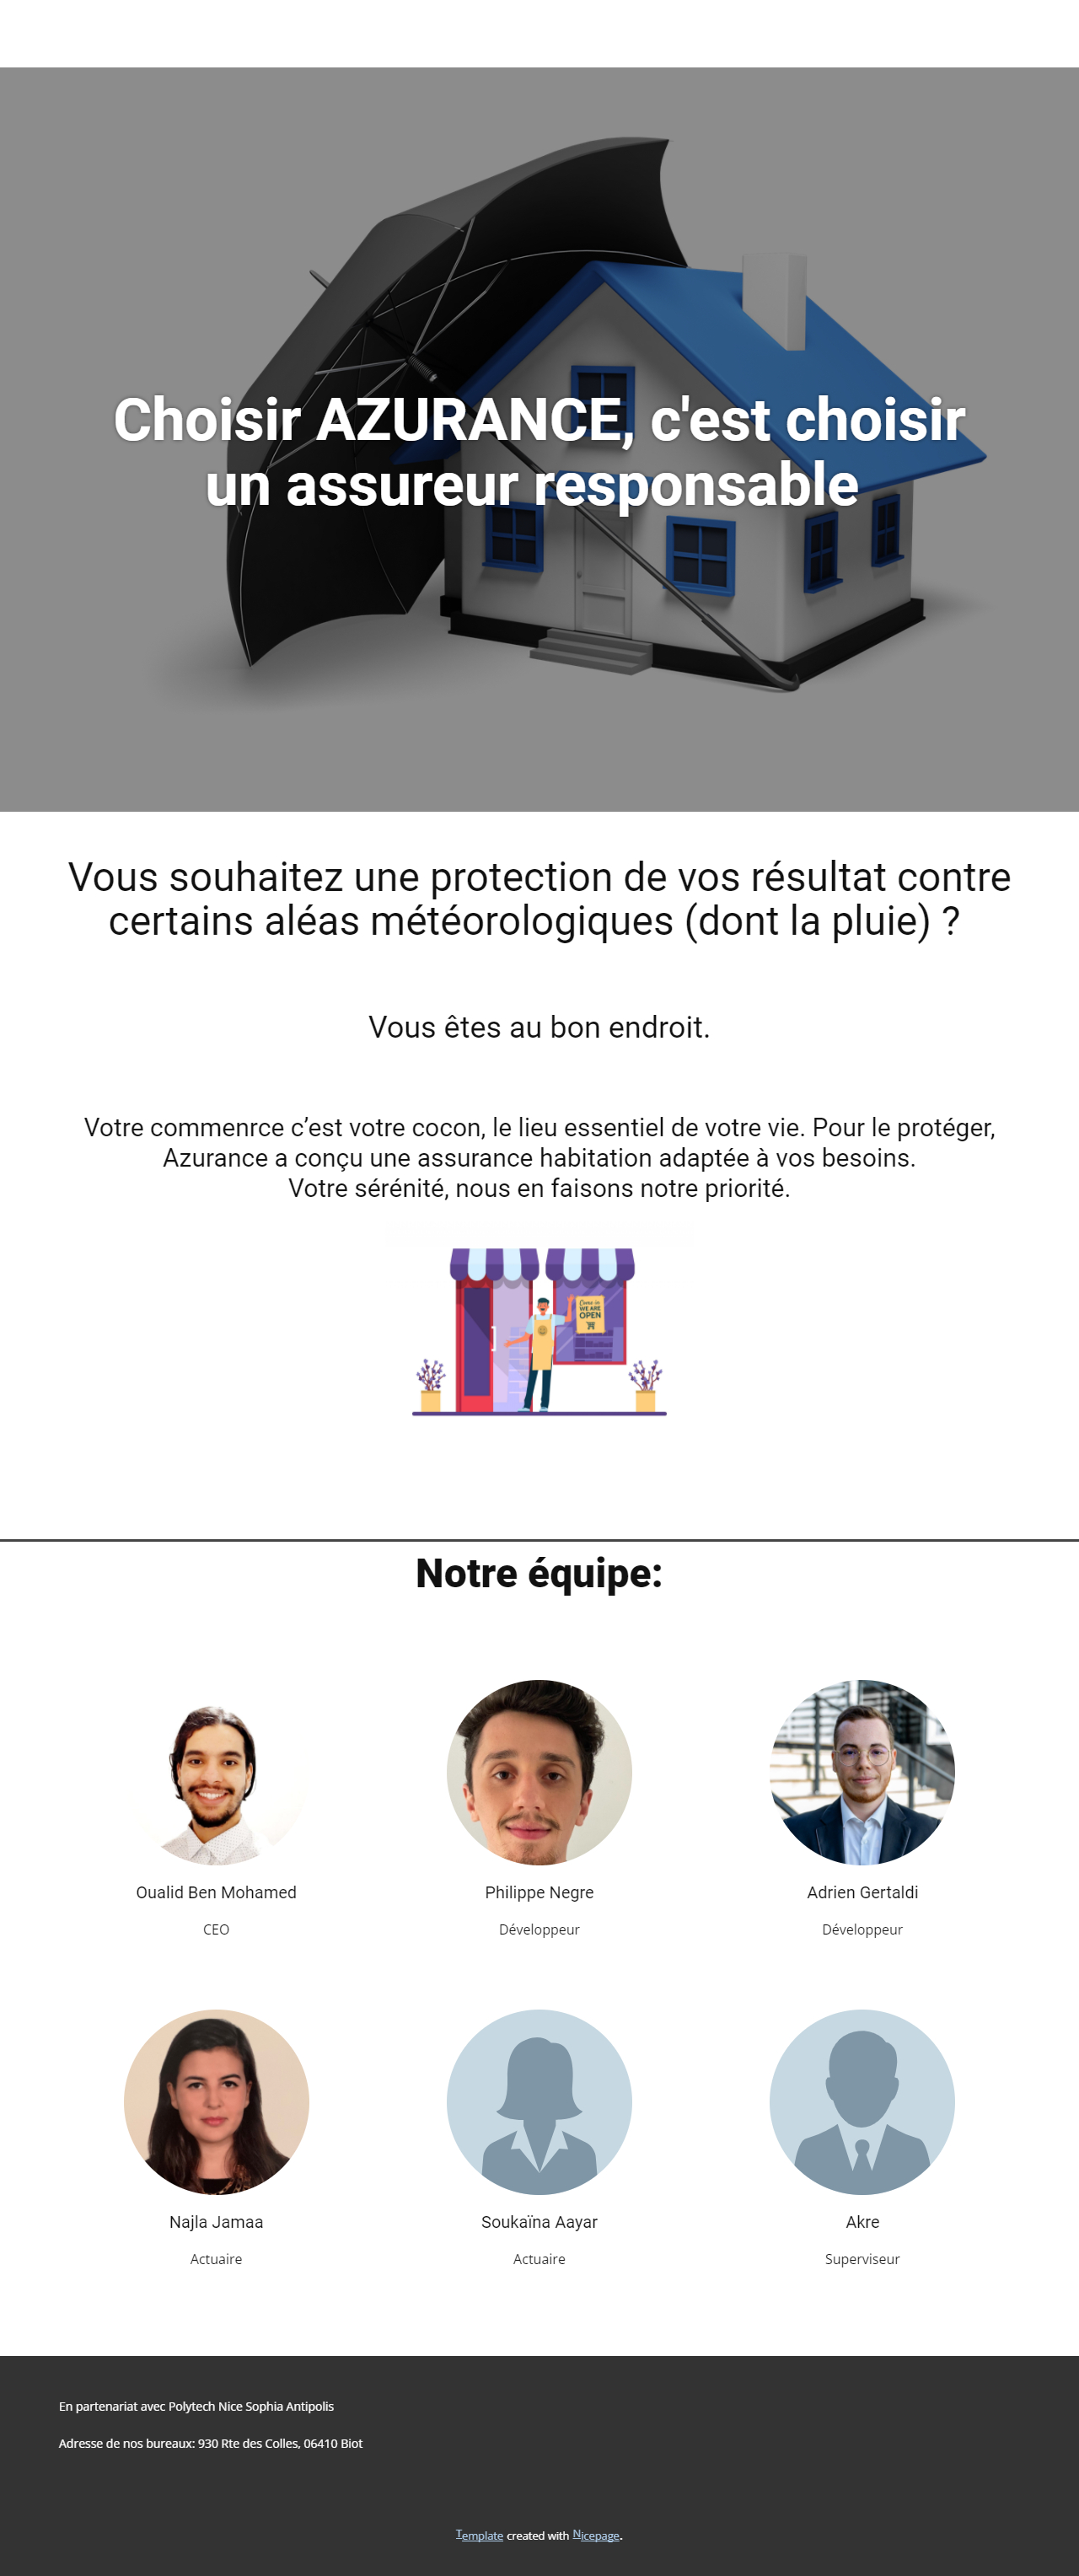 Choisir AZURANCE, c'est choisir
un assureur responsable
Vous souhaitez une protection de vos résultat contre
certains aléas météorologiques (dont la pluie) ?
Vous êtes au bon endroit.
Votre commenrce c’est votre cocon, le lieu essentiel de votre vie. Pour le protéger,
Azurance a conçu une assurance habitation adaptée à vos besoins.
Votre sérénité, nous en faisons notre priorité.
Come in
WE ARE
OPEN
Notre équipe:
Oualid Ben Mohamed
CEO
Philippe Negre
Développeur
Adrien Gertaldi
Développeur
Najla Jamaa
Actuaire
Soukaïna Aayar
Actuaire
Akre
Superviseur
En partenariat avec Polytech Nice Sophia Antipolis
Adresse de nos bureaux: 930 Rte des Colles, 06410 Biot
Template created with Nicepage.